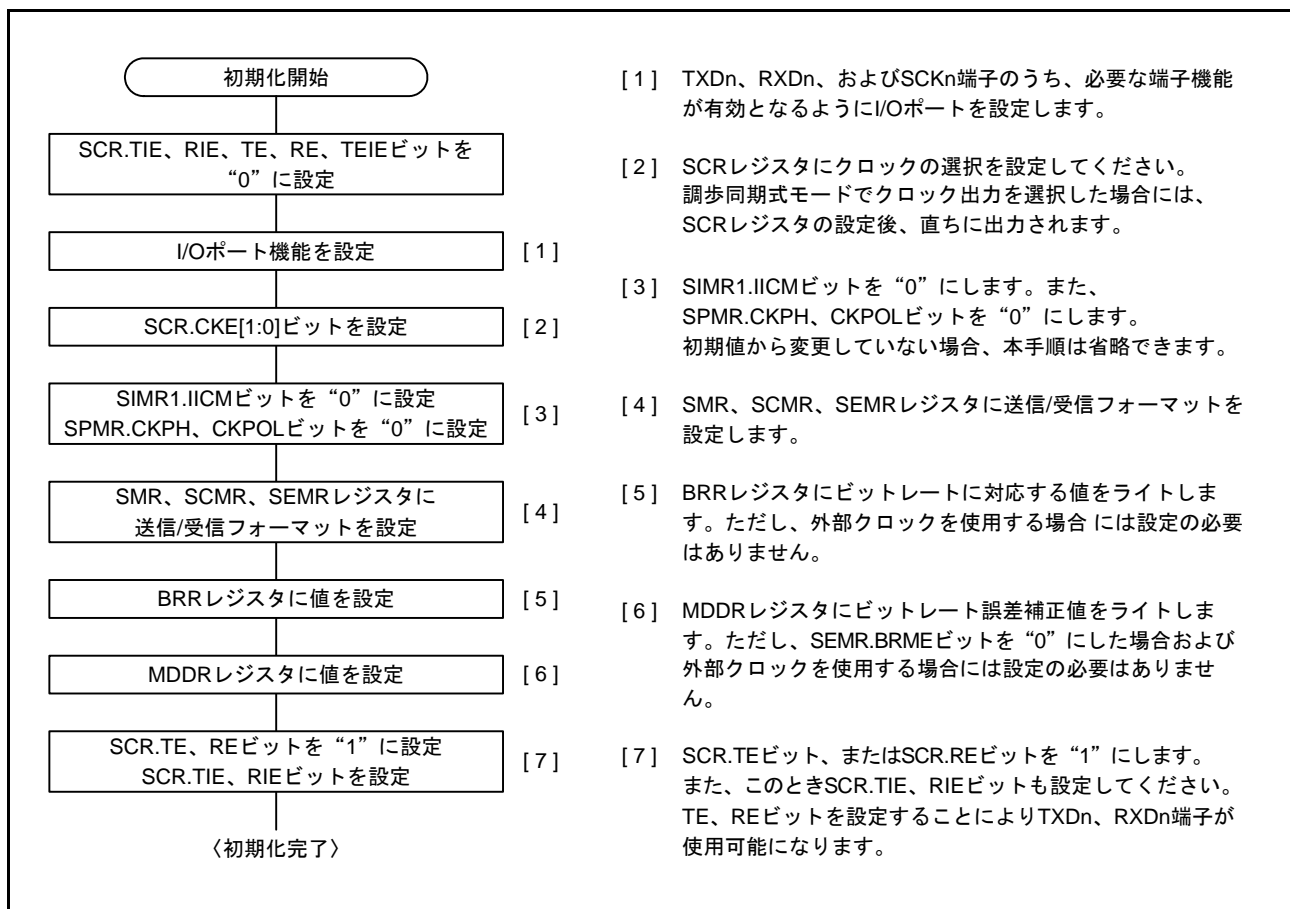 初期化開始
SCR.TIE、RIE、TE、RE、TEIEビットを
“0”に設定
I/Oポート機能を設定
[1]
SCR.CKE[1:0]ビットを設定
[2]
SIMR1.IICMビットを“0”に設定
SPMR.CKPH、CKPOLビットを“0”に設定
[3]
SMR、SCMR、SEMRレジスタに
送信/受信フォーマットを設定
[4]
BRRレジスタに値を設定
[5]
MDDRレジスタに値を設定
[6]
SCR.TE、REビットを“1”に設定
SCR.TIE、RIEビットを設定
[7]
〈初期化完了〉
[1] TXDn、RXDn、およびSCKn端子のうち、必要な端子機能
が有効となるようにI/Oポートを設定します。
[2] SCRレジスタにクロックの選択を設定してください。
調歩同期式モードでクロック出力を選択した場合には、
SCRレジスタの設定後、直ちに出力されます。
[3] SIMR1.IICMビットを“0”にします。また、
SPMR.CKPH、CKPOLビットを“0”にします。
初期値から変更していない場合、本手順は省略できます。
[4] SMR、SCMR、SEMRレジスタに送信/受信フォーマットを
設定します。
[5] BRRレジスタにビットレートに対応する値をライトしま
す。ただし、外部クロックを使用する場合 には設定の必要
はありません。
[6] MDDRレジスタにビットレート誤差補正値をライトしま
す。ただし、SEMR.BRMEビットを“0”にした場合および
外部クロックを使用する場合には設定の必要はありませ
ん。
[7] SCR.TEビット、またはSCR.REビットを“1”にします。
また、このときSCR.TIE、RIEビットも設定してください。
TE、REビットを設定することによりTXDn、RXDn端子が
使用可能になります。